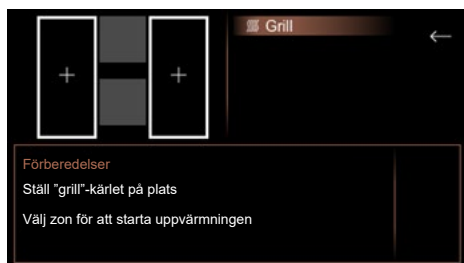 Grill
Förberedelser
Ställ ”grill”-kärlet på plats
Välj zon för att starta uppvärmningen